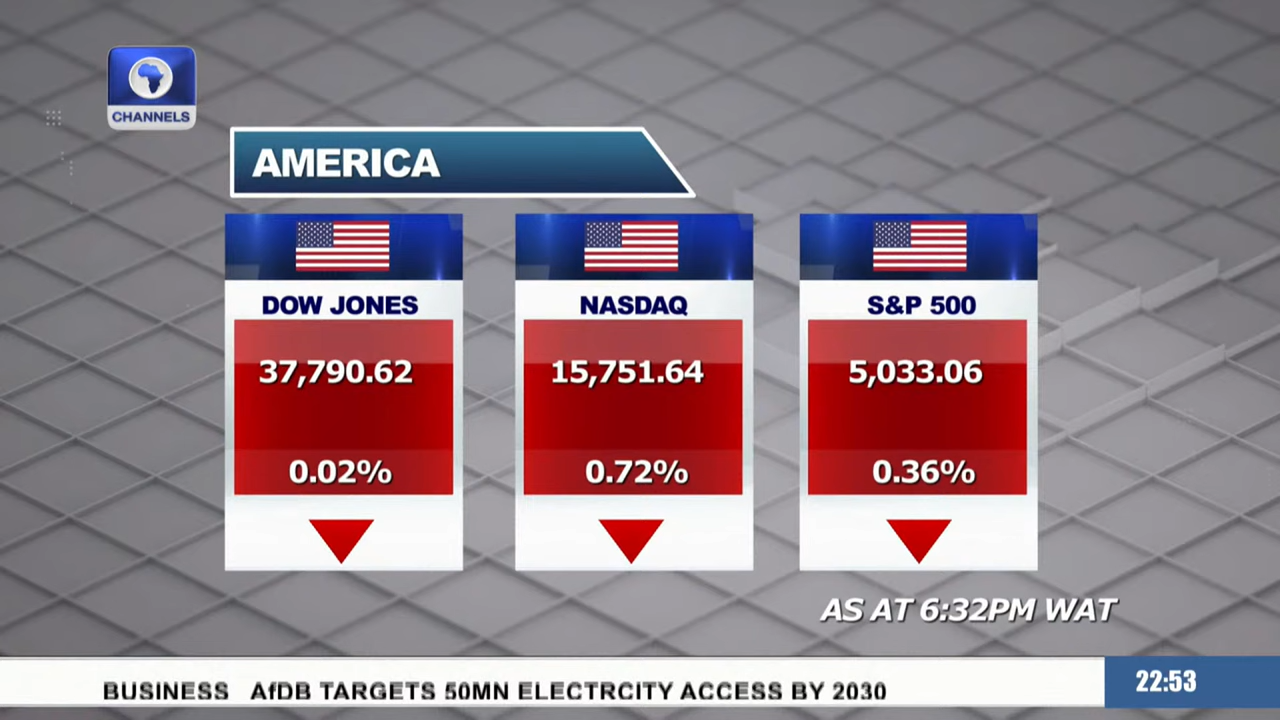 CHANNELS
AMERICA
DOW JONES
37,790.62
0.02%
NASDAQ
15,751.64
0.72%
S&P 500
5,033.06
0.36%
AS AT 6:32PM WAT
BUSINESS AfDB TARGETS 50MN ELECTRCITY ACCESS BY 2030
22:53